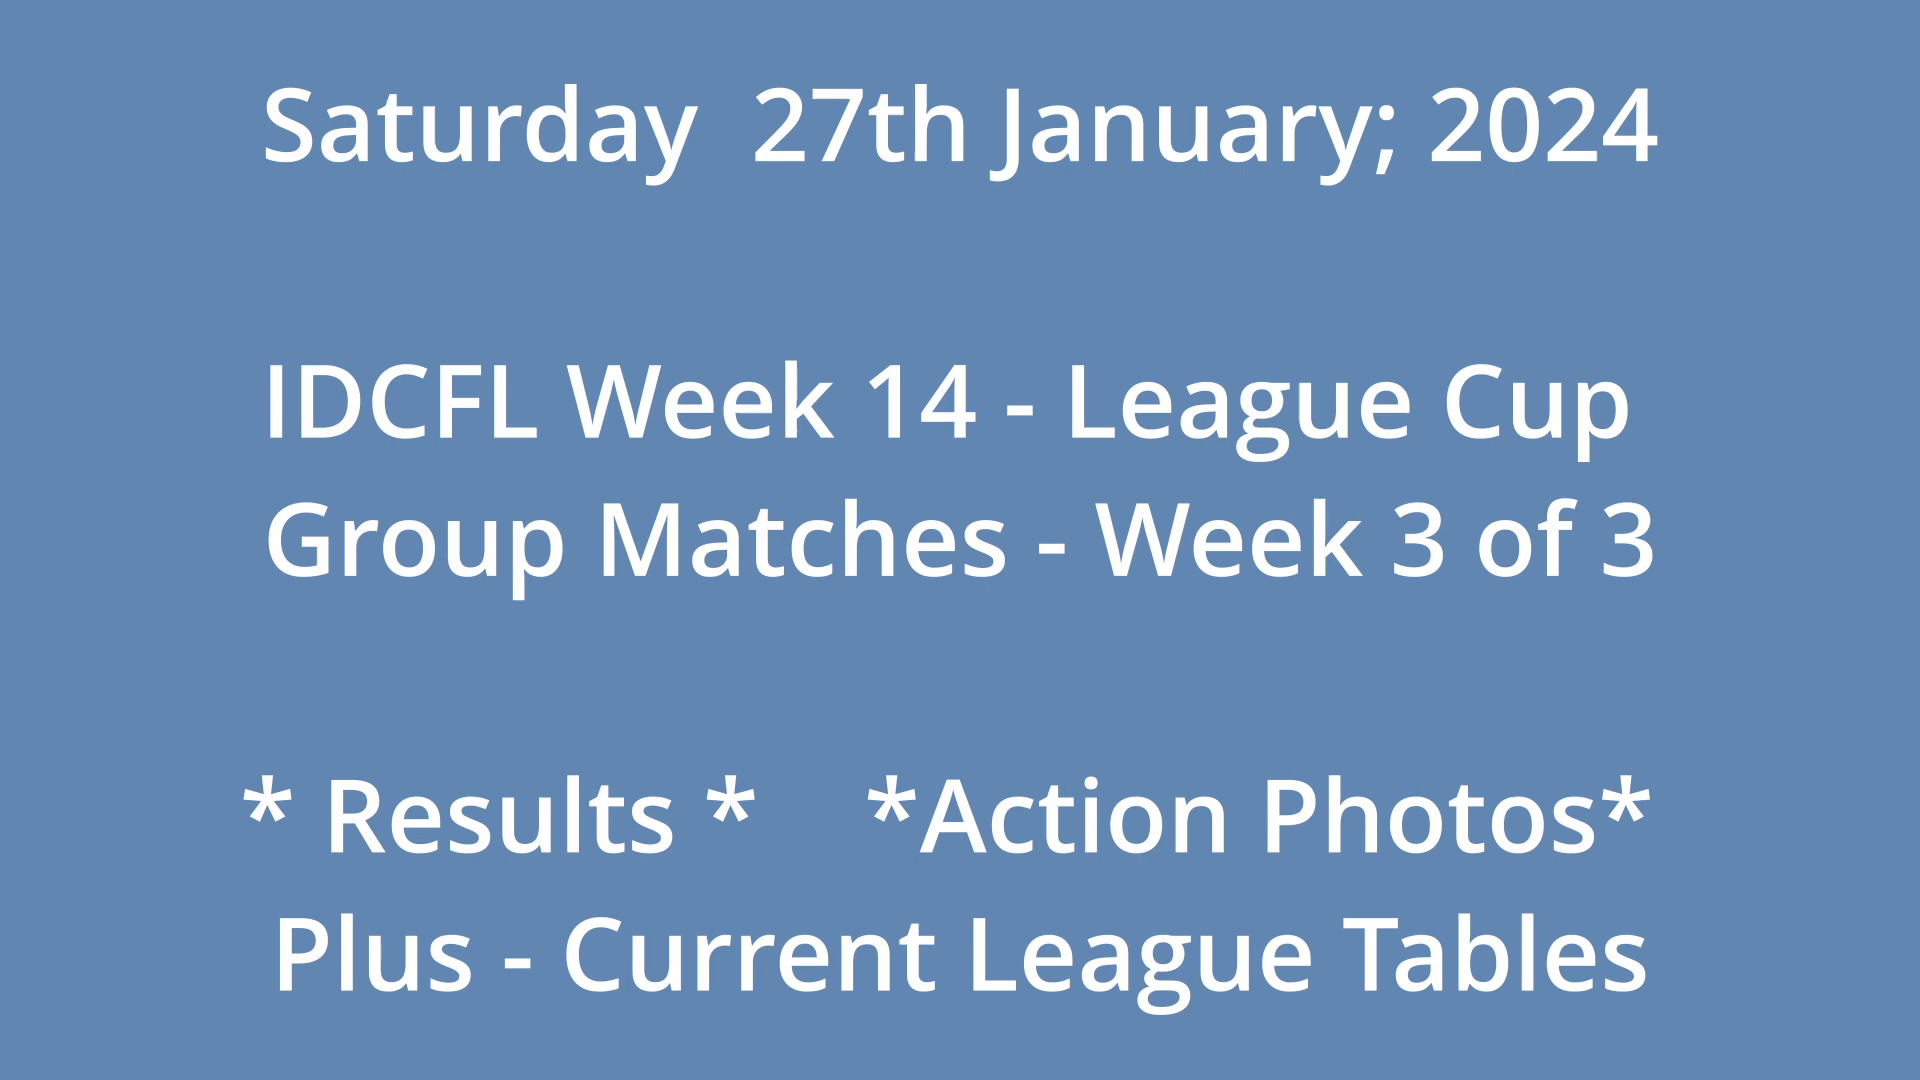 Saturday  27th January; 2024
IDCFL Week 14 - League Cup
Group Matches - Week 3 of 3
* Results *    *Action Photos*
Plus - Current League Tables